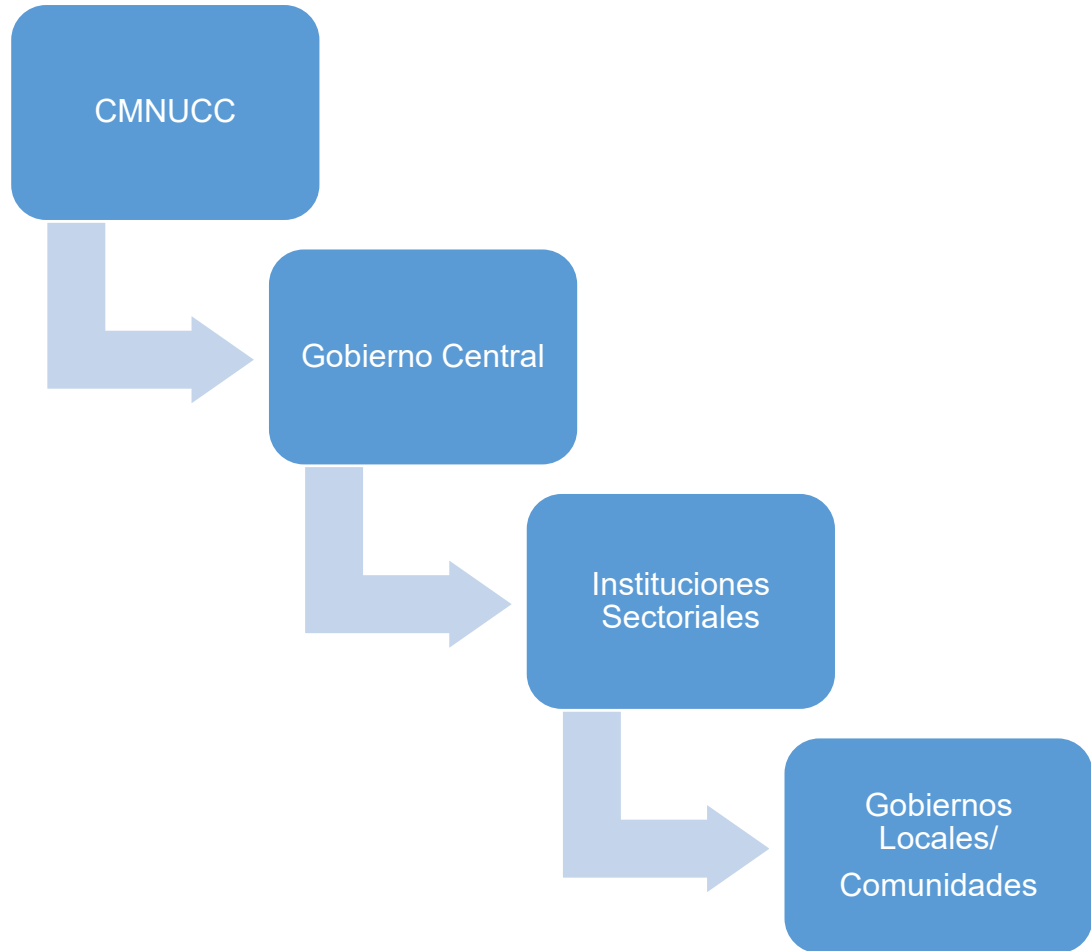 CMNUCC
Gobierno Central
Instituciones
Sectoriales
Gobiernos
Locales/
Comunidades